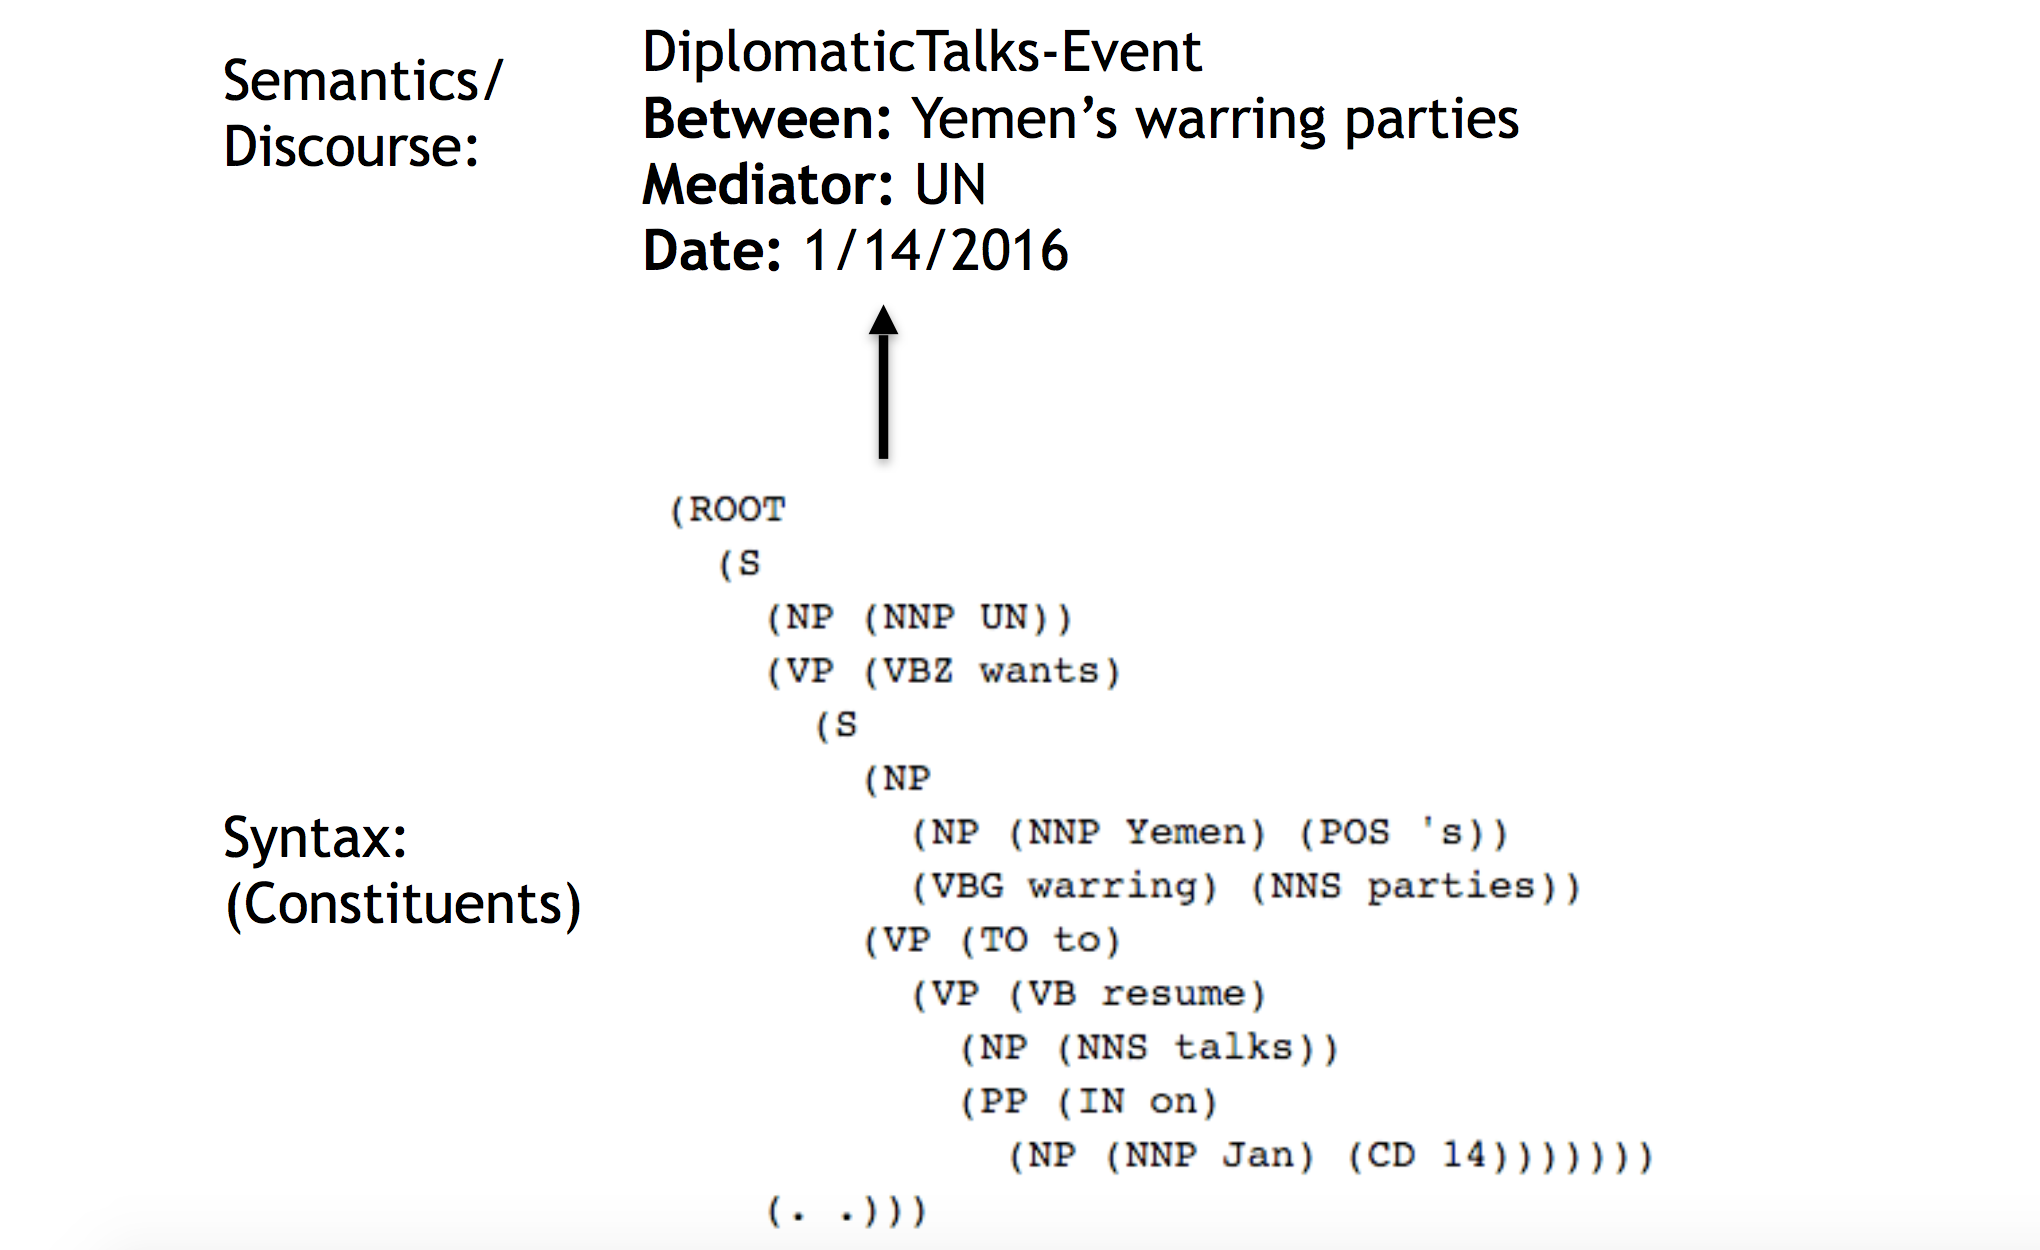 Semantics/
Discourse:
DiplomaticTalks-Event
Between: Yemen’s warring parties
Mediator: UN
Date: 1/14/2016
Syntax:
(Constituents)
(ROOT
(S
(NP (NNP UN))
(VP (VBZ wants)
(S
(NP
(NP (NNP Yemen) (POS 's))
(VBG warring) (NNS parties))
(VP (TO to)
(VP (VB resume)
(NP (NNS talks))
(PP (IN on)
(NP (NNP Jan) (CD 14)))))))
(. .)))